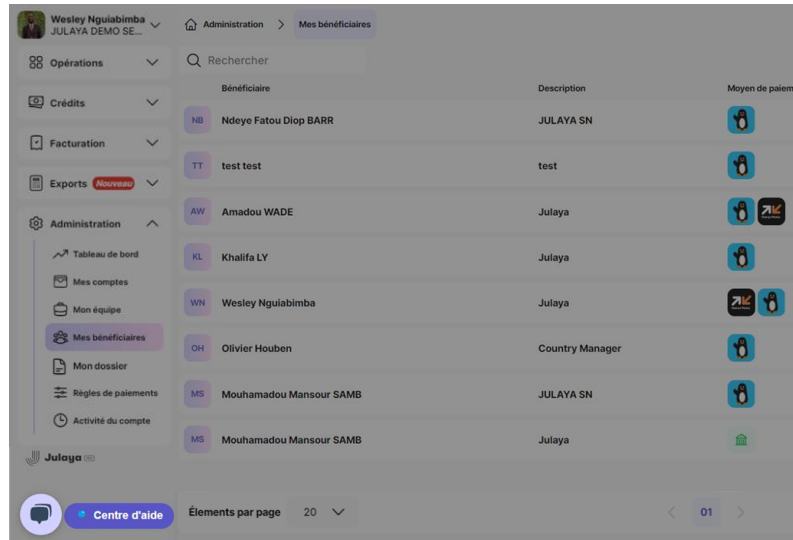 Wesley Nguiabimba
JULAYA DEMO SE...
Administration
Mes bénéficiaires
Opérations
Crédits
Facturation
Exports Nouveau
Administration
Tableau de bord
Mes comptes
Mon équipe
Mes bénéficiaires
Mon dossier
Règles de paiements
Activité du compte
Julaya
Centre d'aide
Rechercher
Bénéficiaire Description Moyen de paiem
NB Ndeye Fatou Diop BARR JULAYA SN
TT test test test
AW Amadou WADE Julaya
KL Khalifa LY Julaya
WN Wesley Nguiabimba Julaya
OH Olivier Houben Country Manager
MS Mouhamadou Mansour SAMB JULAYA SN
MS Mouhamadou Mansour SAMB Julaya
Élements par page 20 01